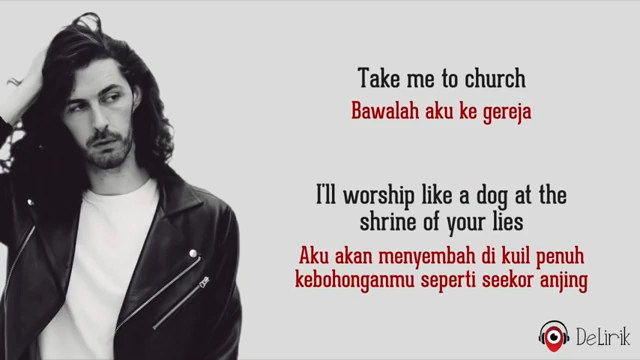 Take me to church
Bawalah aku ke gereja
I'll worship like a dog at the
shrine of your lies
Aku akan menyembah di kuil penuh
kebohonganmu seperti seekor anjing
DeLirik